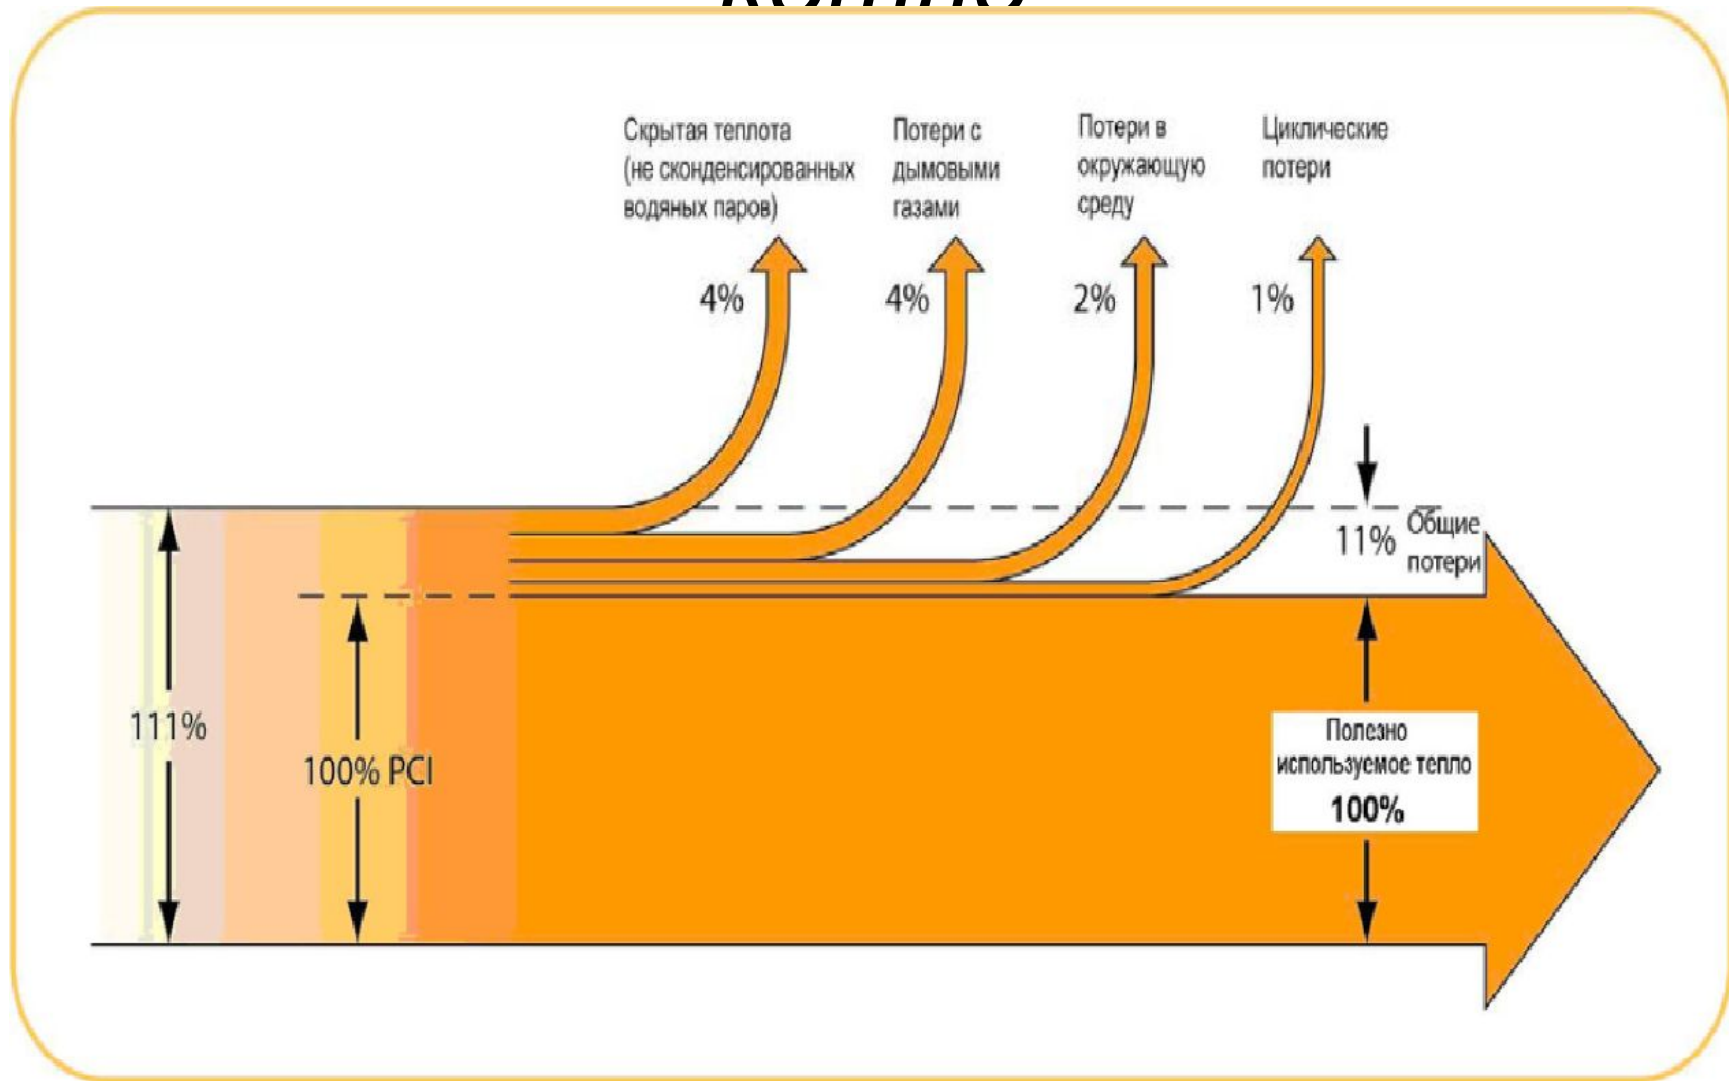 Скрытая теплота
(не сконденсированных
водяных паров)
Потери с
дымовыми
газами
Потери в
окружающую
среду
Циклические
потери
4%
4%
2%
1%
11%
Общие
потери
111%
100% PCI
Полезно
используемое тепло
100%